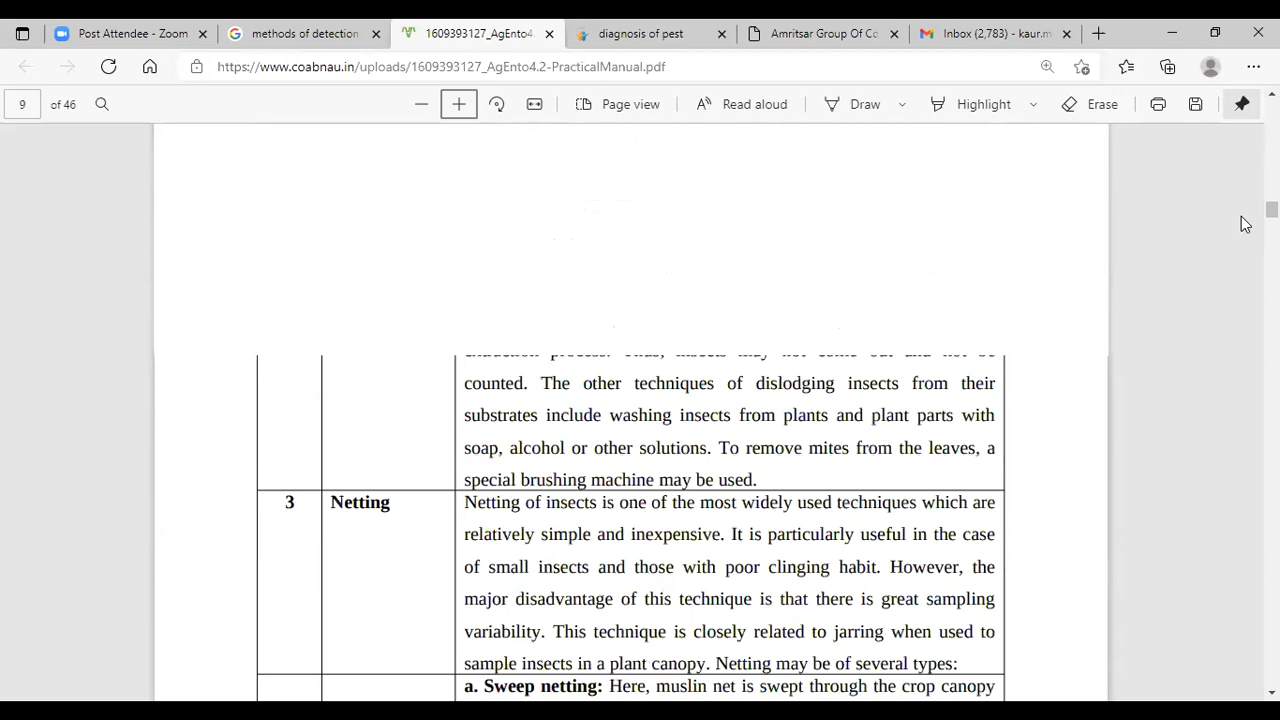 Post Attendee - Zoom
methods of detection
1609393127_AgEnto4.
diagnosis of pest
Amritsar Group Of Co
Inbox (2,783) - kaur.m
https://www.coabnau.in/uploads/1609393127_AgEnto4.2-PracticalManual.pdf
9 of 46
Page view
Read aloud
Draw
Highlight
Erase
counted. The other techniques of dislodging insects from their
substrates include washing insects from plants and plant parts with
soap, alcohol or other solutions. To remove mites from the leaves, a
special brushing machine may be used.
3 Netting Netting of insects is one of the most widely used techniques which are
relatively simple and inexpensive. It is particularly useful in the case
of small insects and those with poor clinging habit. However, the
major disadvantage of this technique is that there is great sampling
variability. This technique is closely related to jarring when used to
sample insects in a plant canopy. Netting may be of several types:
a. Sweep netting: Here, muslin net is swept through the crop canopy